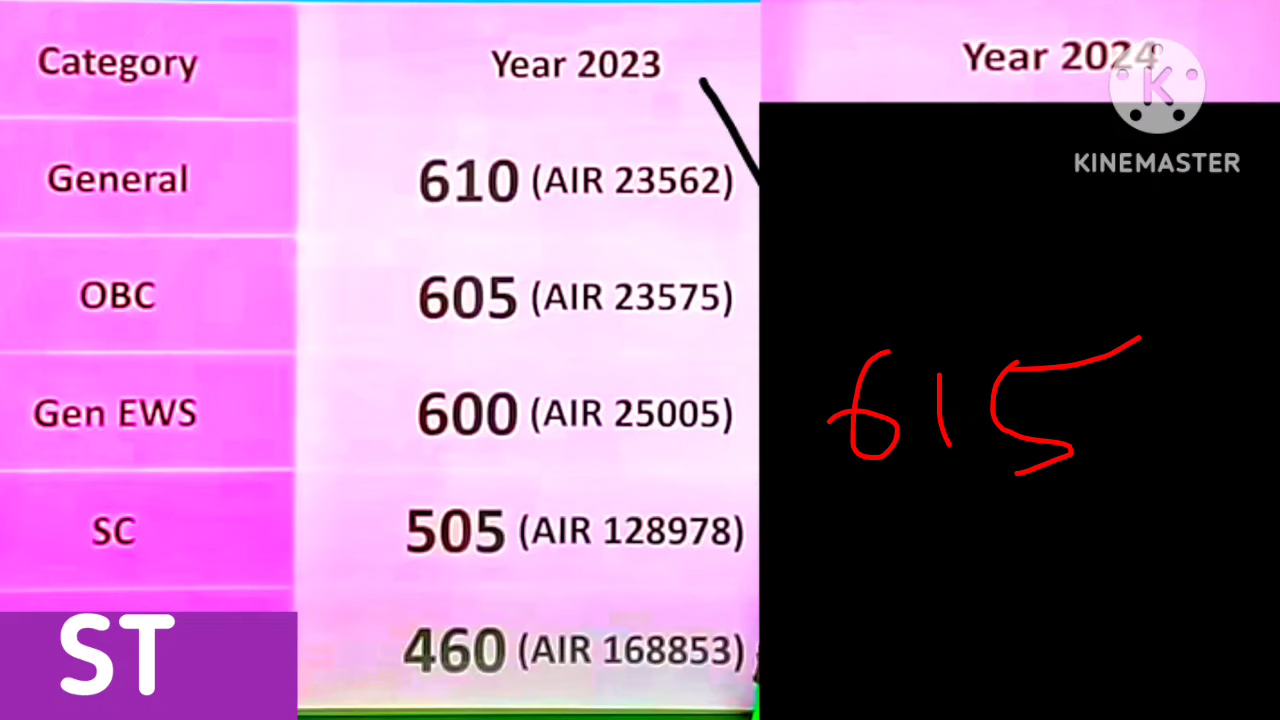 Category Year 2023 Year 2024
KINEMASTER
General 610 (AIR 23562)
OBC 605 (AIR 23575)
Gen EWS 600 (AIR 25005) 615
SC 505 (AIR 128978)
ST 460 (AIR 168853)